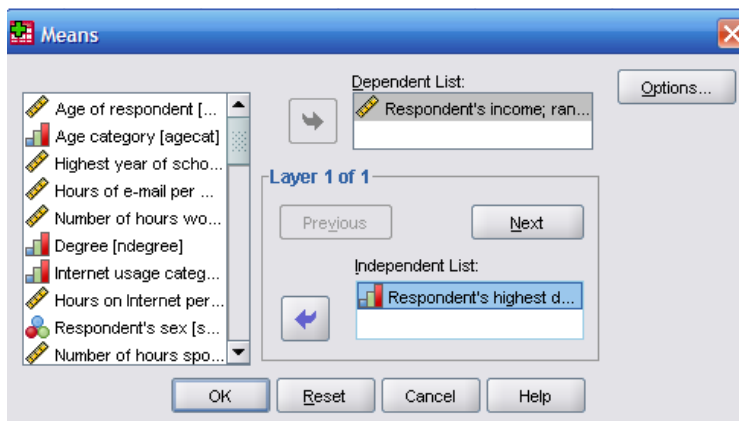 Means
Age of respondent [...
Age category [agecat]
Highest year of scho...
Hours of e-mail per ...
Number of hours wo...
Degree [ndegree]
Internet usage categ...
Hours on Internet per...
Respondent's sex [s...
Number of hours spo...
Dependent List:
Respondent's income; ran...
Options...
Layer 1 of 1
Previous
Next
Independent List:
Respondent's highest d...
OK
Reset
Cancel
Help